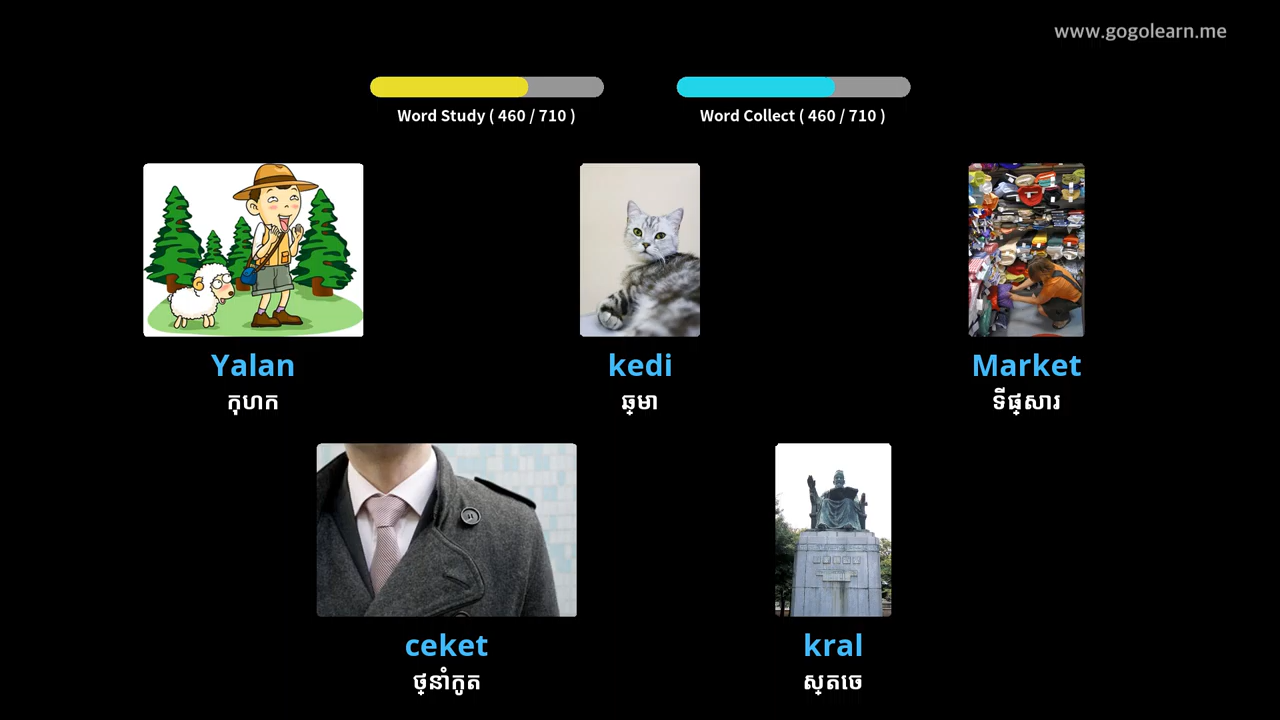 www.gogolearn.me
Word Study ( 460 / 710 )
Word Collect ( 460 / 710 )
Yalan
kedi
Market
កុហក
ឆ្មា
ទីផ្សារ
ceket
kral
ថ្នាំកូត
ស្តេច